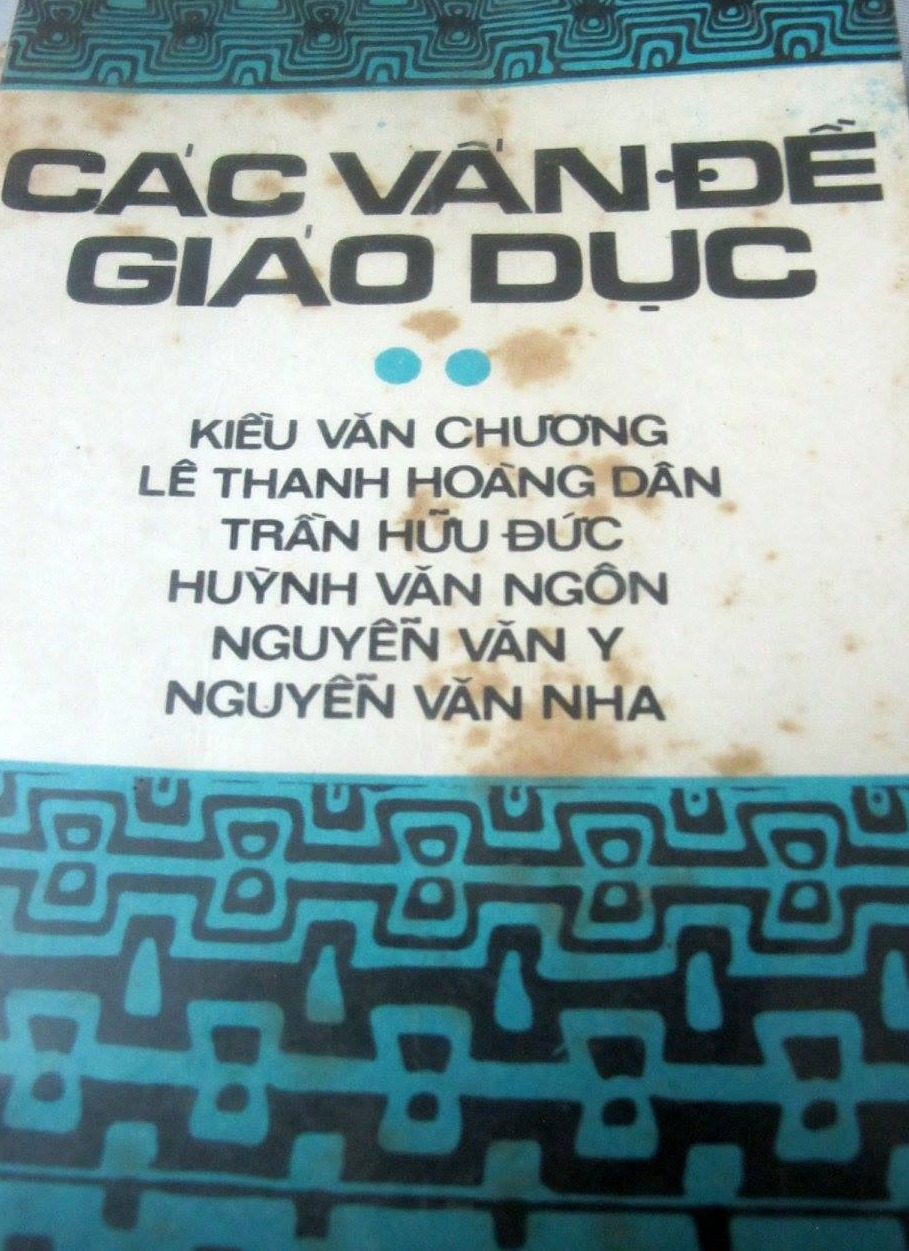 CÁC VẤN-ĐỀ
GIÁO DỤC
KIỀU VĂN CHƯƠNG
LÊ THANH HOÀNG DÂN
TRẦN HỮU ĐỨC
HUỲNH VĂN NGÔN
NGUYỄN VĂN Y
NGUYỄN VĂN NHA